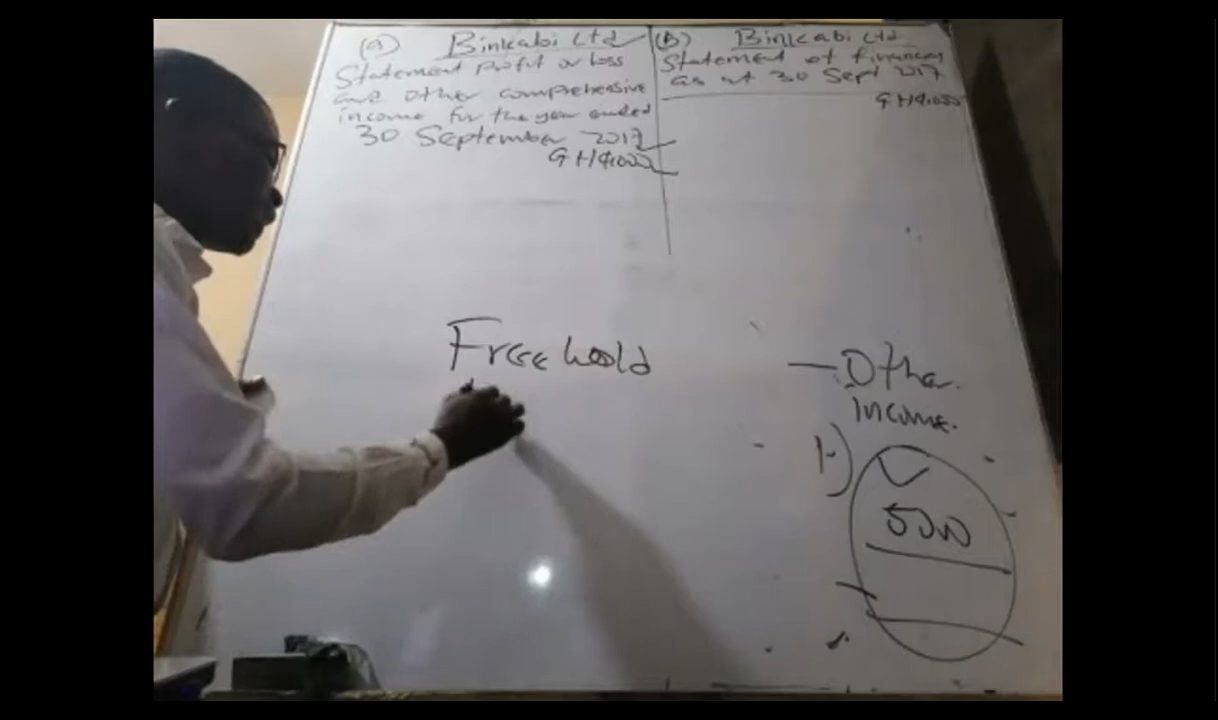 (a) Binkabi Ltd
Statement profit or loss
and other comprehensive
income for the year ended
30 September 2017
GH¢000
(b) Binkabi Ltd
Statement of financial
as at 30 Sept 2017
GH¢000
Freehold
— Other
Income.
1.)